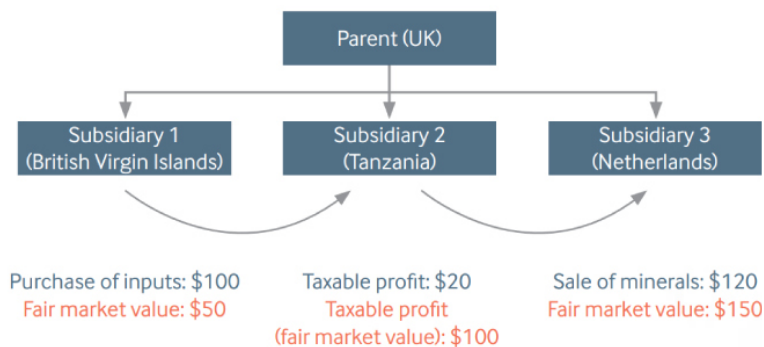 Parent (UK)
Subsidiary 1
(British Virgin Islands)
Subsidiary 2
(Tanzania)
Subsidiary 3
(Netherlands)
Purchase of inputs: $100
Fair market value: $50
Taxable profit: $20
Taxable profit
(fair market value): $100
Sale of minerals: $120
Fair market value: $150